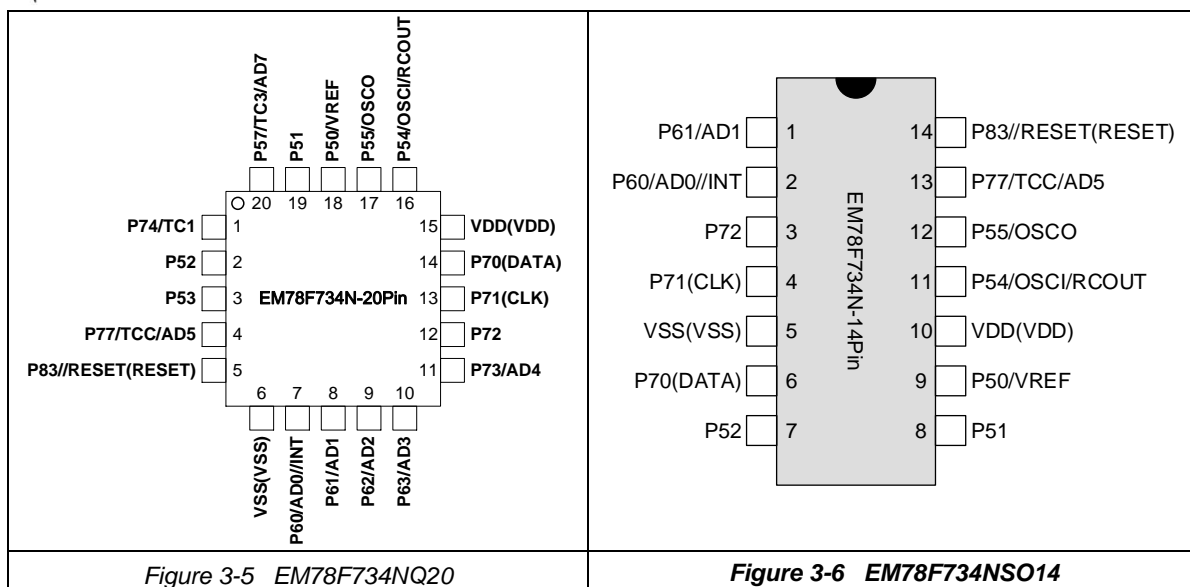 P57/TC3/AD7
P51
P50/VREF
P55/OSCO
P54/OSCI/RCOUT
20 19 18 17 16
P74/TC1 1
P52 2
P53 3
P77/TCC/AD5 4
P83//RESET(RESET) 5
EM78F734N-20Pin
15 VDD(VDD)
14 P70(DATA)
13 P71(CLK)
12 P72
11 P73/AD4
6 7 8 9 10
VSS(VSS)
P60/AD0//INT
P61/AD1
P62/AD2
P63/AD3
Figure 3-5 EM78F734NQ20
P61/AD1 1
P60/AD0//INT 2
P72 3
P71(CLK) 4
VSS(VSS) 5
P70(DATA) 6
P52 7
EM78F734N-14Pin
14 P83//RESET(RESET)
13 P77/TCC/AD5
12 P55/OSCO
11 P54/OSCI/RCOUT
10 VDD(VDD)
9 P50/VREF
8 P51
Figure 3-6 EM78F734NSO14